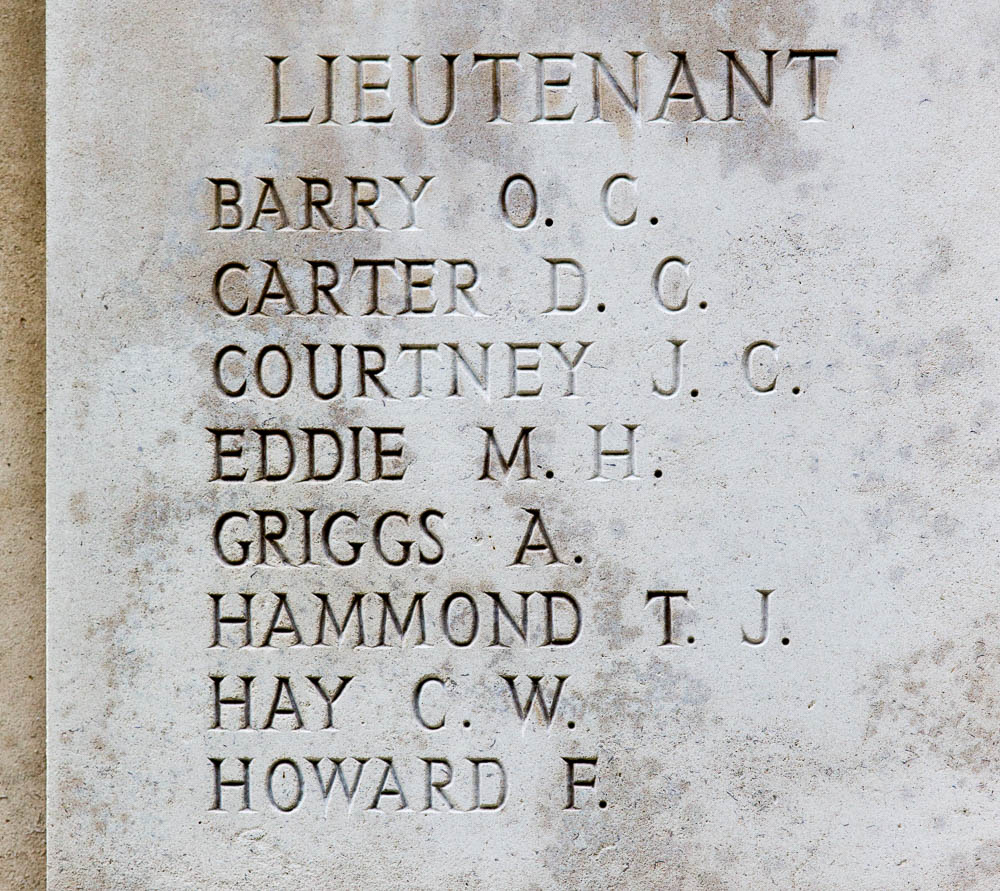 LIEUTENANT
BARRY O. C.
CARTER D. G.
COURTNEY J. C.
EDDIE M. H.
GRIGGS A.
HAMMOND T. J.
HAY C. W.
HOWARD F.